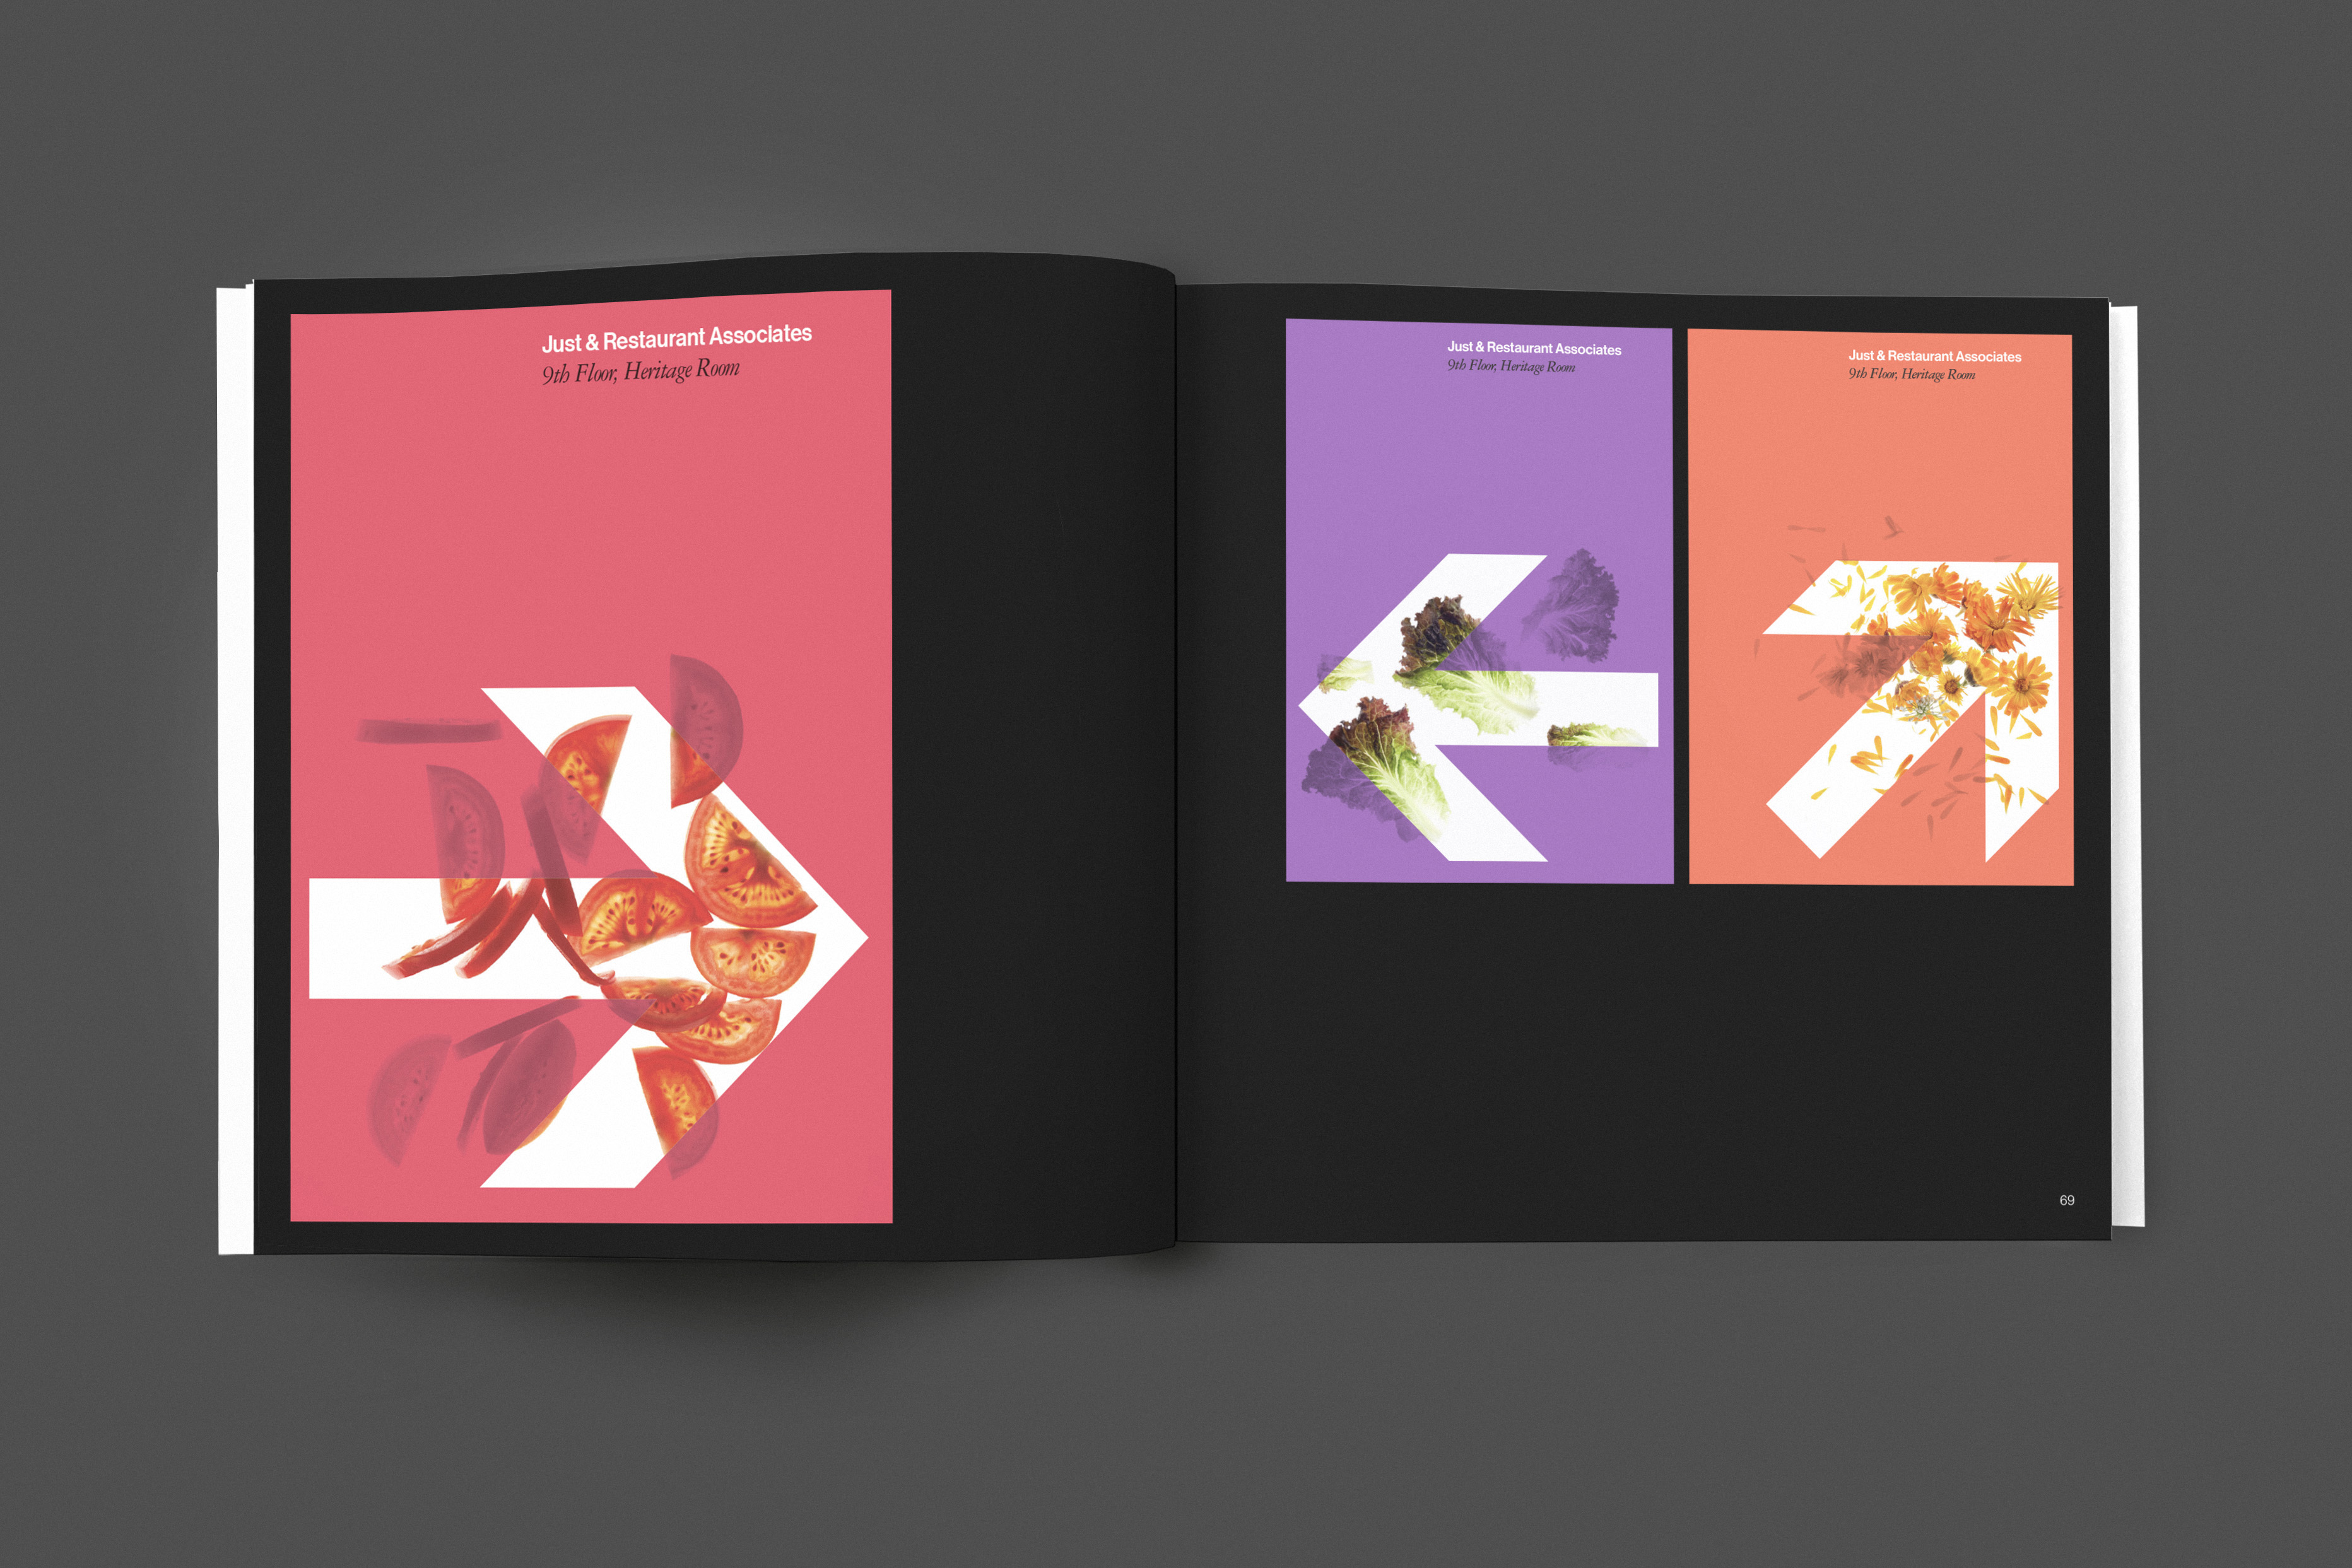 Just & Restaurant Associates
9th Floor, Heritage Room
Just & Restaurant Associates
9th Floor, Heritage Room
Just & Restaurant Associates
9th Floor, Heritage Room
69